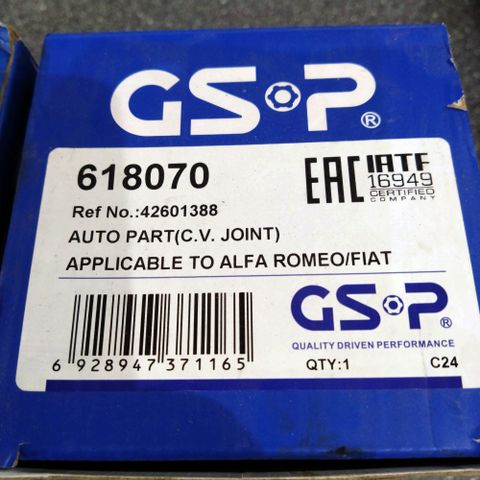 GSP®
618070
EAC IATF
16949
CERTIFIED
COMPANY
Ref No.:42601388
AUTO PART(C.V. JOINT)
APPLICABLE TO ALFA ROMEO/FIAT
GSP®
QUALITY DRIVEN PERFORMANCE
6 928947 371165
QTY:1 C24